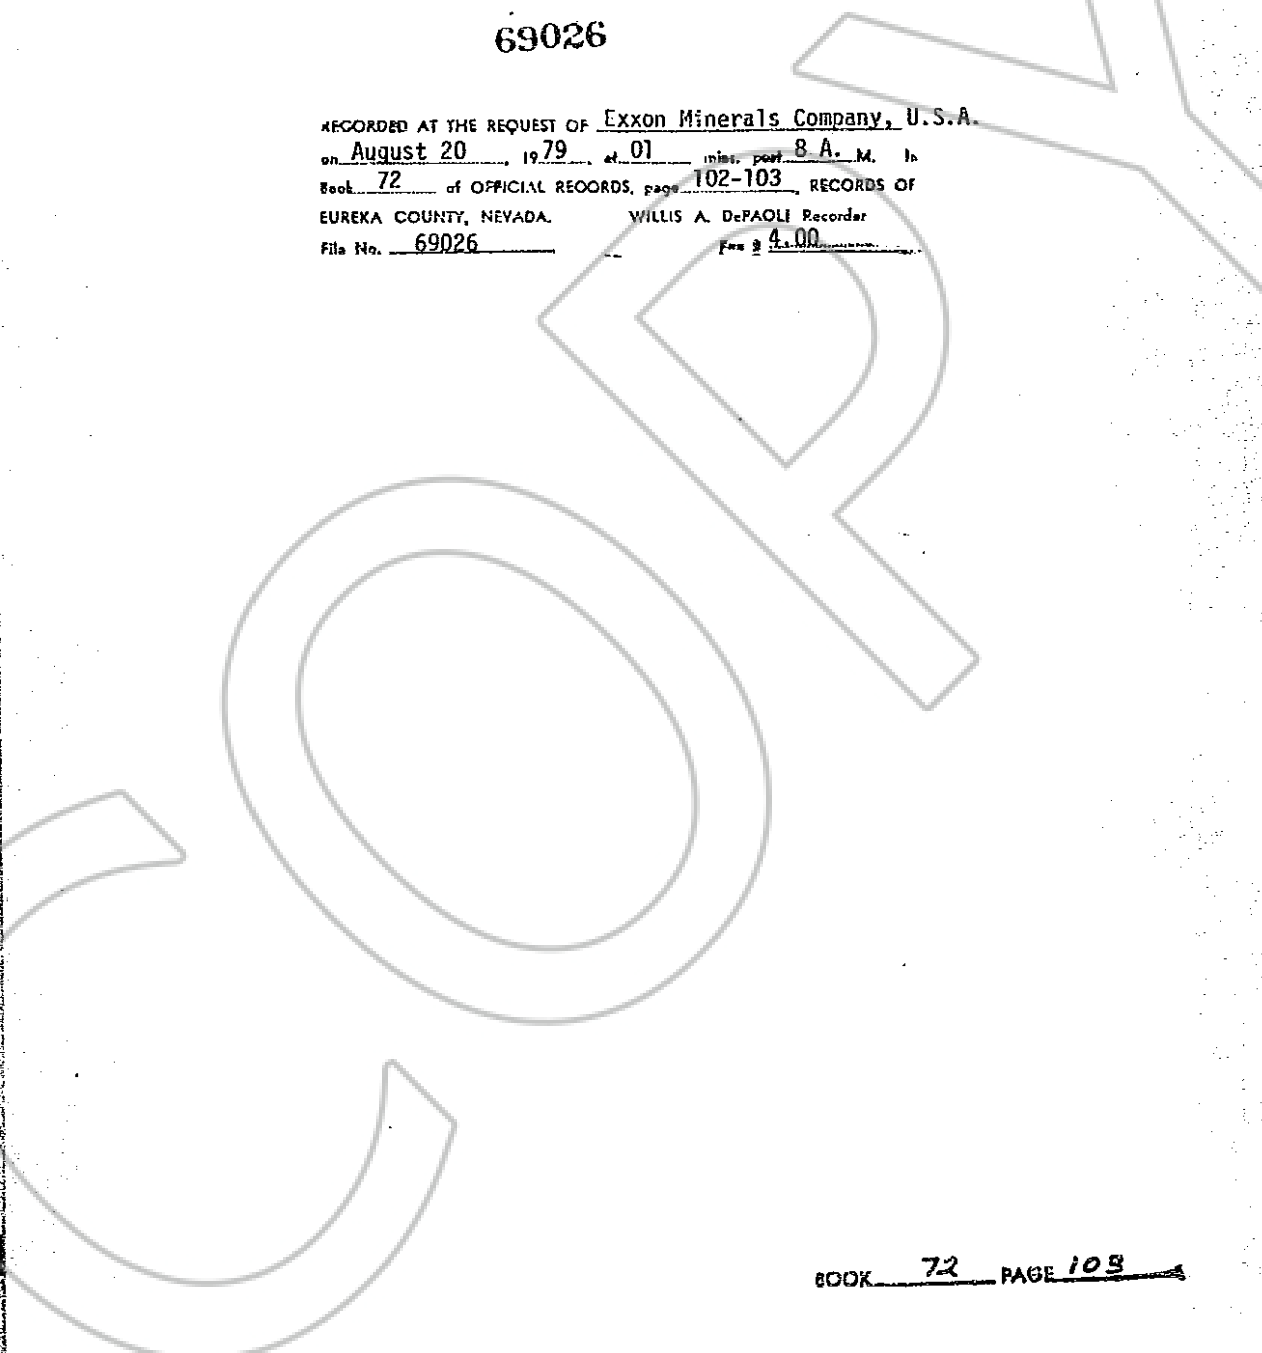 69026
RECORDED AT THE REQUEST OF Exxon Minerals Company, U.S.A.
on August 20, 1979, at 01 mins. past 8 A. M. In
Book 72 of OFFICIAL RECORDS, page 102-103, RECORDS OF
EUREKA COUNTY, NEVADA. WILLIS A. DePAOLI Recorder
File No. 69026 Fee $ 4.00
COPY
BOOK 72 PAGE 103